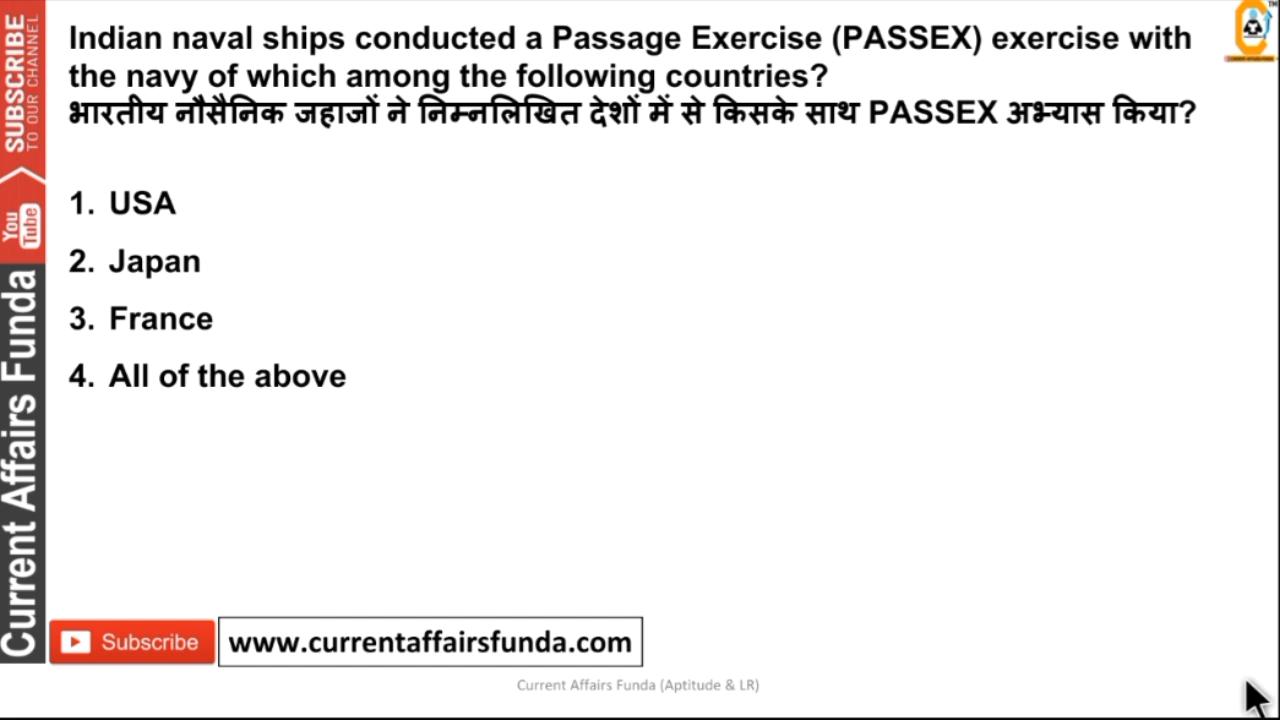 Indian naval ships conducted a Passage Exercise (PASSEX) exercise with
the navy of which among the following countries?
भारतीय नौसैनिक जहाजों ने निम्नलिखित देशों में से किसके साथ PASSEX अभ्यास किया?
1. USA
2. Japan
3. France
4. All of the above
SUBSCRIBE
TO OUR CHANNEL
You Tube
Current Affairs Funda
Subscribe
www.currentaffairsfunda.com
Current Affairs Funda (Aptitude & LR)